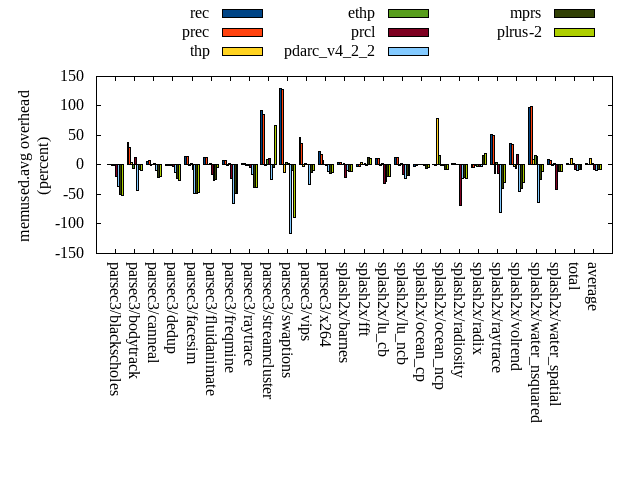 rec
prec
thp
ethp
prcl
pdarc_v4_2_2
mprs
plrus-2
memused.avg overhead
(percent)
150
100
50
0
-50
-100
-150
parsec3/blackscholes
parsec3/bodytrack
parsec3/canneal
parsec3/dedup
parsec3/facesim
parsec3/fluidanimate
parsec3/freqmine
parsec3/raytrace
parsec3/streamcluster
parsec3/swaptions
parsec3/vips
parsec3/x264
splash2x/barnes
splash2x/fft
splash2x/lu_cb
splash2x/lu_ncb
splash2x/ocean_cp
splash2x/ocean_ncp
splash2x/radiosity
splash2x/radix
splash2x/raytrace
splash2x/volrend
splash2x/water_nsquared
splash2x/water_spatial
total
average